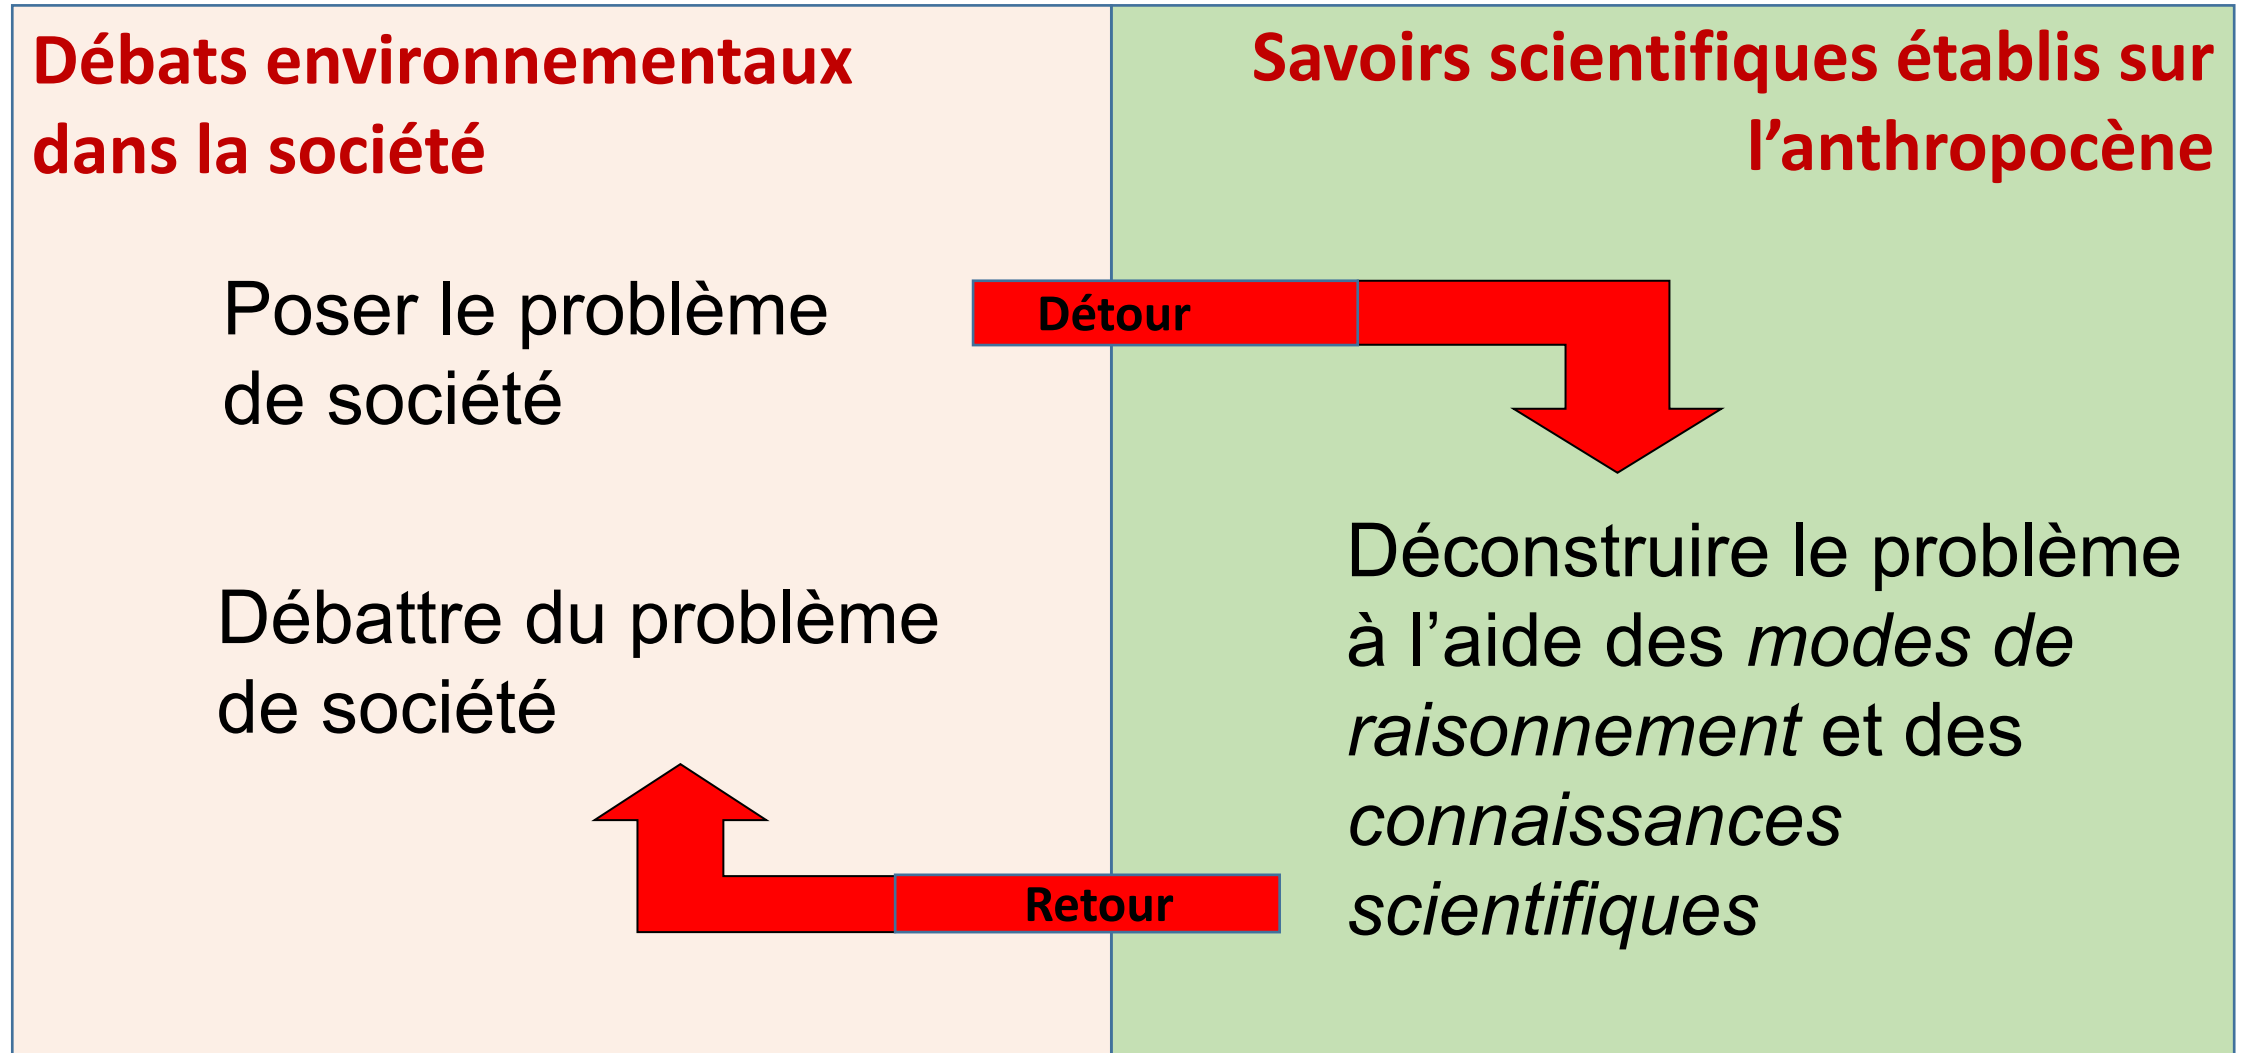 Débats environnementaux
dans la société
Savoirs scientifiques établis sur
l’anthropocène
Poser le problème
de société
Détour
Déconstruire le problème
à l’aide des modes de
raisonnement et des
connaissances
scientifiques
Retour
Débattre du problème
de société